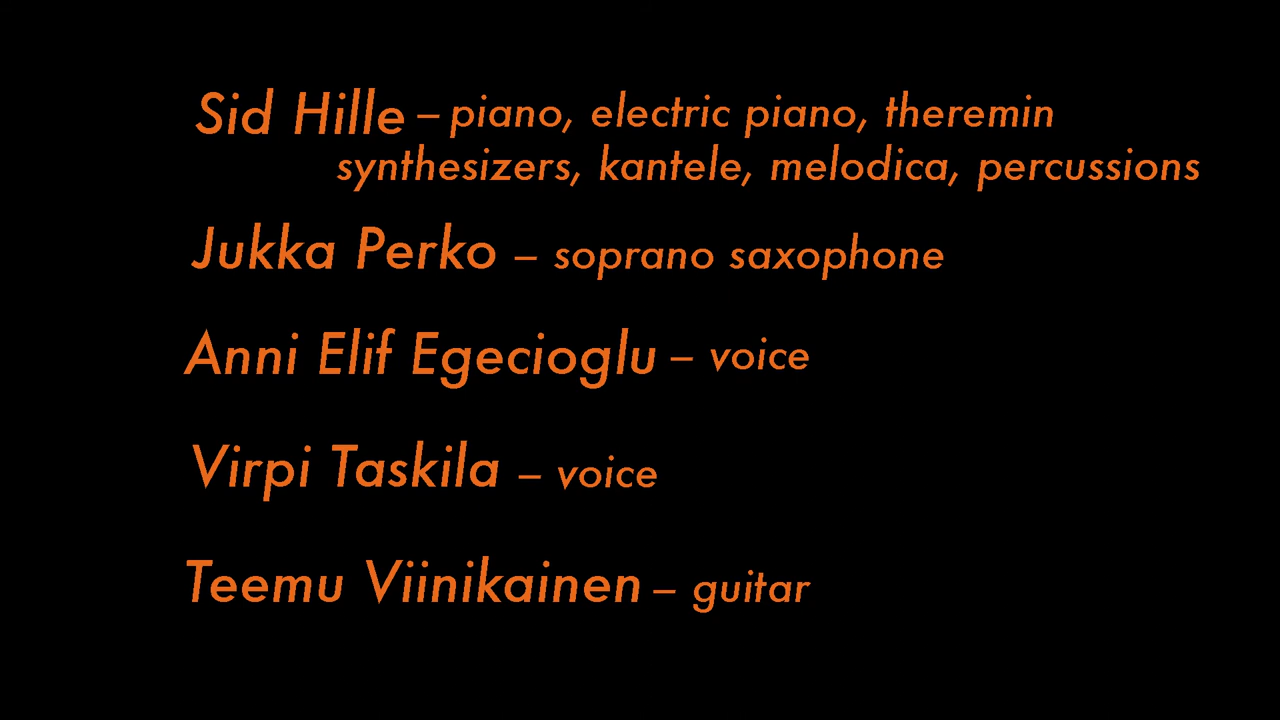 Sid Hille – piano, electric piano, theremin
synthesizers, kantele, melodica, percussions
Jukka Perko – soprano saxophone
Anni Elif Egecioglu – voice
Virpi Taskila – voice
Teemu Viinikainen – guitar